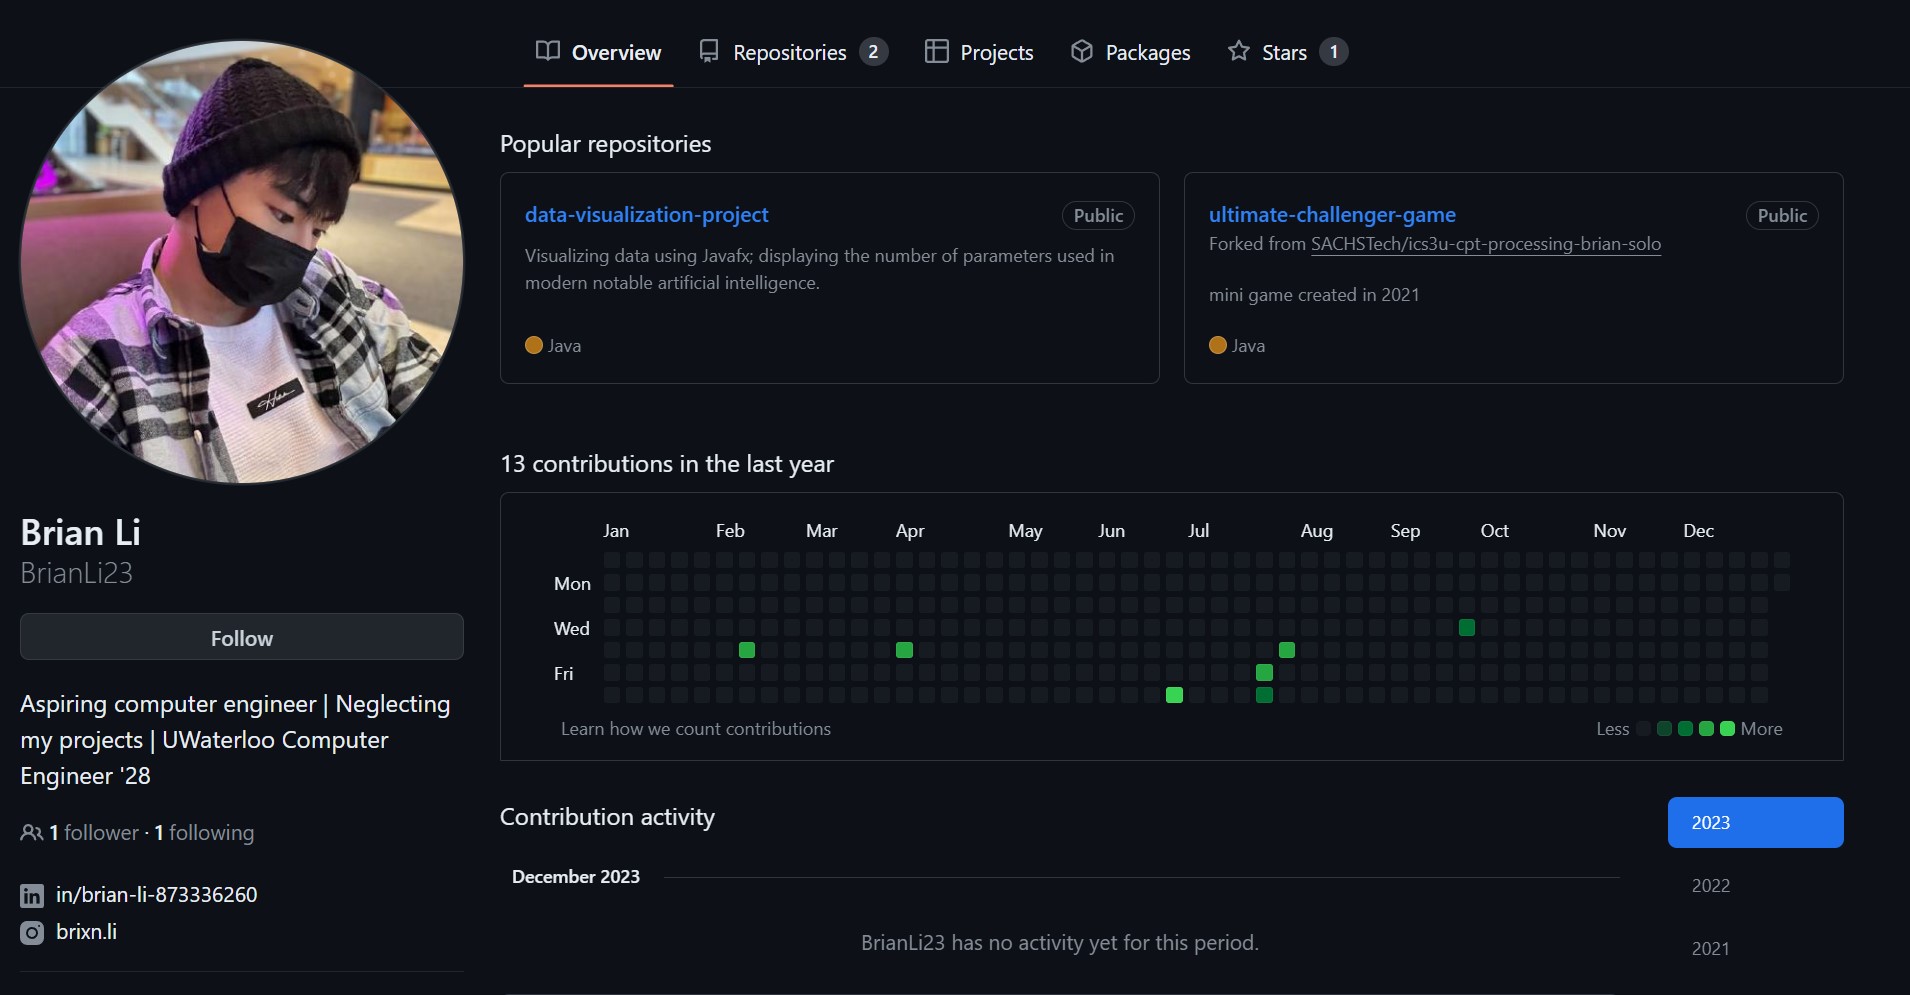 Overview
Repositories 2
Projects
Packages
Stars 1
Brian Li
BrianLi23
Follow
Aspiring computer engineer | Neglecting
my projects | UWaterloo Computer
Engineer '28
1 follower · 1 following
in/brian-li-873336260
brixn.li
Popular repositories
data-visualization-project
Public
Visualizing data using Javafx; displaying the number of parameters used in
modern notable artificial intelligence.
Java
ultimate-challenger-game
Public
Forked from SACHSTech/ics3u-cpt-processing-brian-solo
mini game created in 2021
Java
13 contributions in the last year
Jan Feb Mar Apr May Jun Jul Aug Sep Oct Nov Dec
Mon
Wed
Fri
Learn how we count contributions
Less More
Contribution activity
2023
2022
2021
December 2023
BrianLi23 has no activity yet for this period.